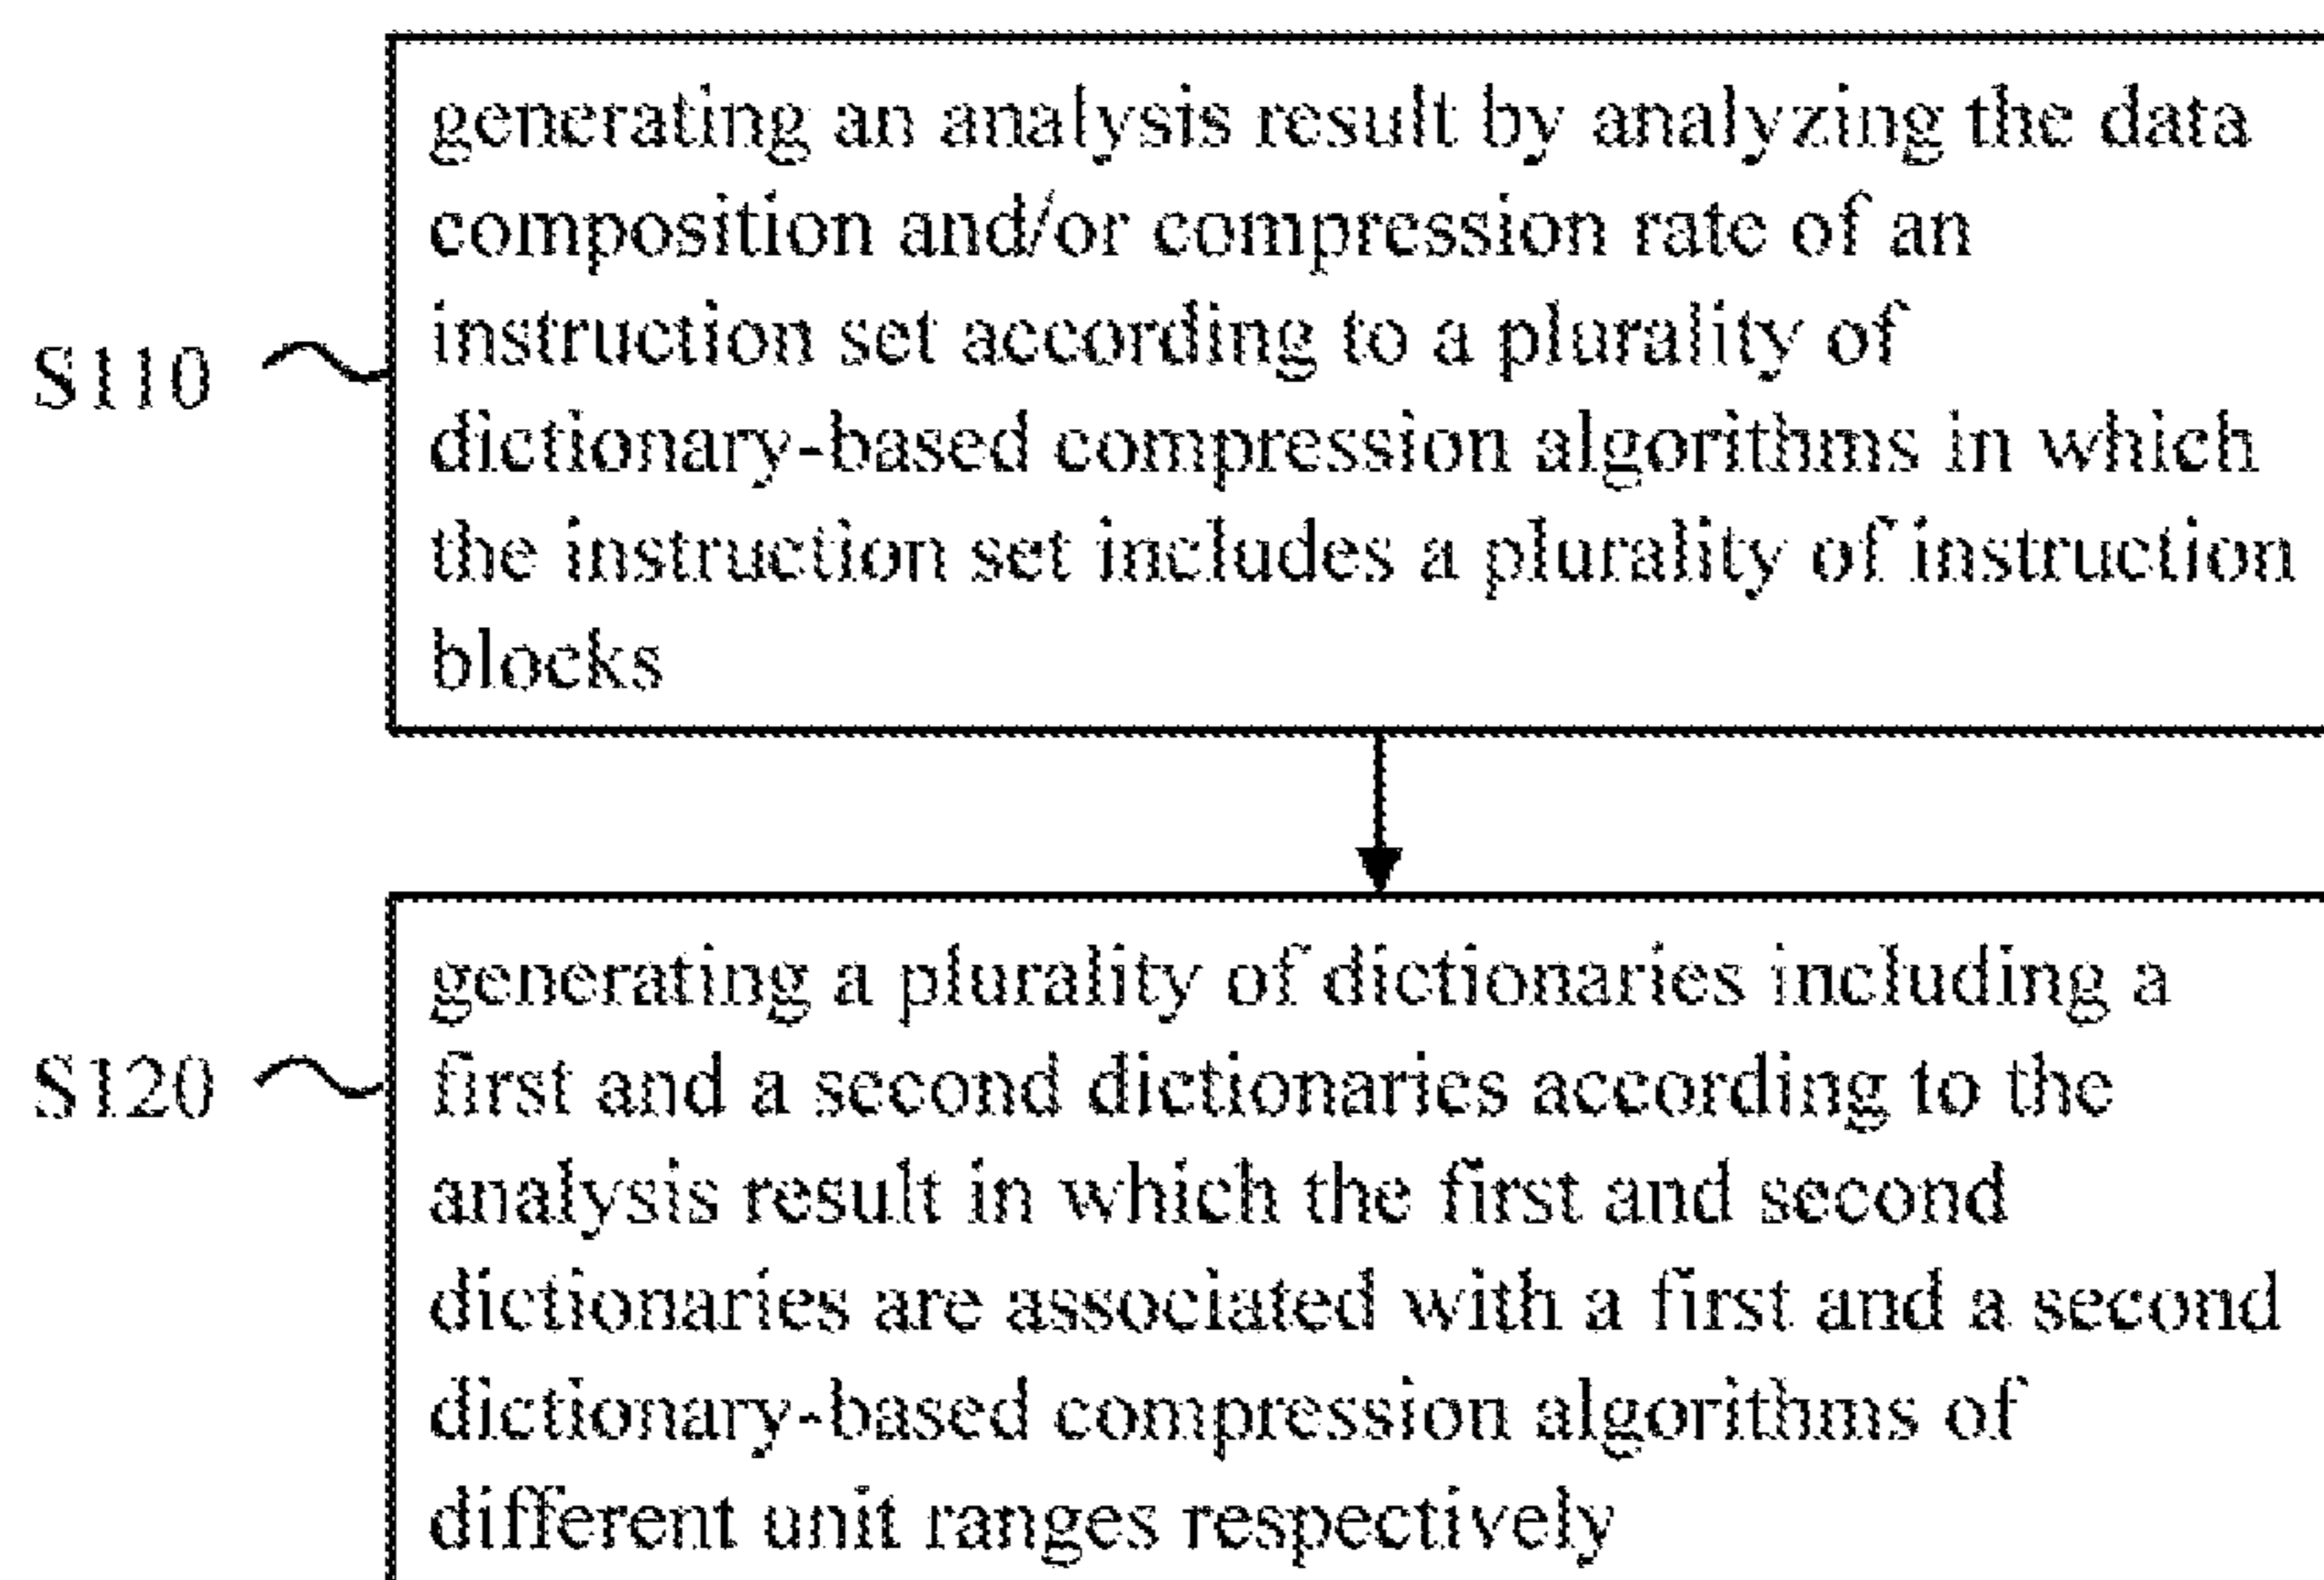 generating an analysis result by analyzing the data
composition and/or compression rate of an
instruction set according to a plurality of
S110
dictionary-based compression algorithms in which
the instruction set includes a plurality of instruction
blocks
generating a plurality of dictionaries including a
S120
first and a second dictionaries according to the
analysis result in which the first and second
dictionaries are associated with a first and a second
dictionary-based compression algorithms of
different unit ranges respectively